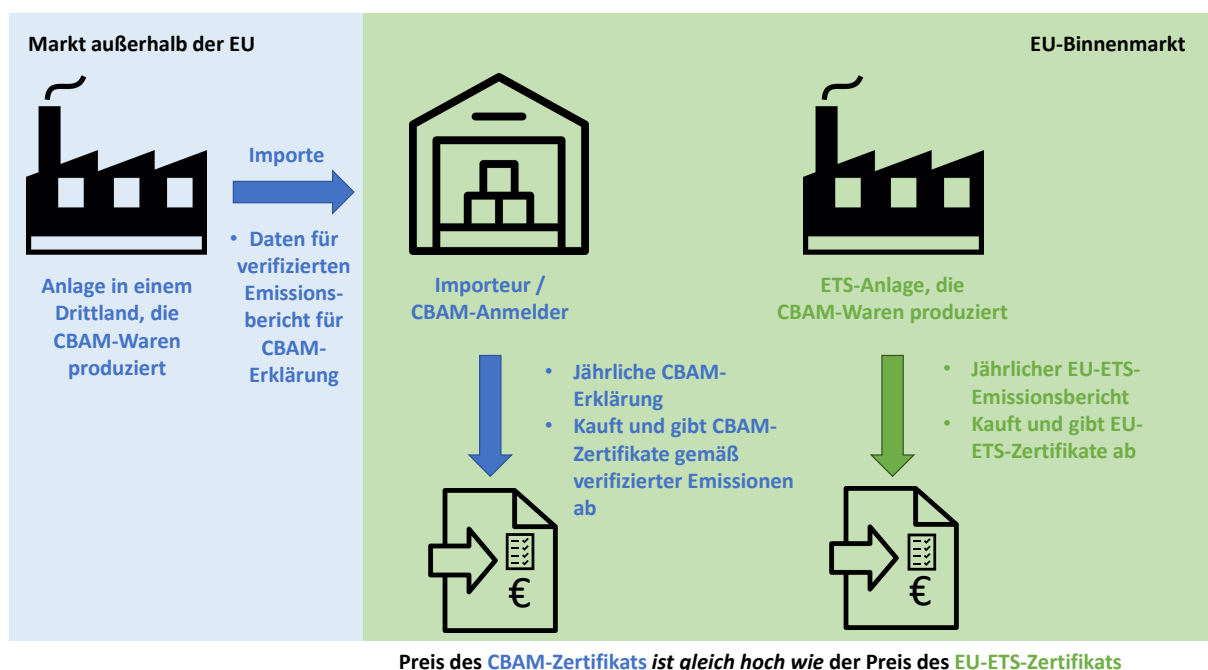 Markt außerhalb der EU
EU-Binnenmarkt
Importe
• Daten für
verifizierten
Emissions-
bericht für
CBAM-
Erklärung
Anlage in einem
Drittland, die
CBAM-Waren
produziert
Importeur /
CBAM-Anmelder
ETS-Anlage, die
CBAM-Waren produziert
• Jährliche CBAM-
Erklärung
• Kauft und gibt CBAM-
Zertifikate gemäß
verifizierter Emissionen
ab
• Jährlicher EU-ETS-
Emissionsbericht
• Kauft und gibt EU-
ETS-Zertifikate ab
€
€
Preis des CBAM-Zertifikats ist gleich hoch wie der Preis des EU-ETS-Zertifikats